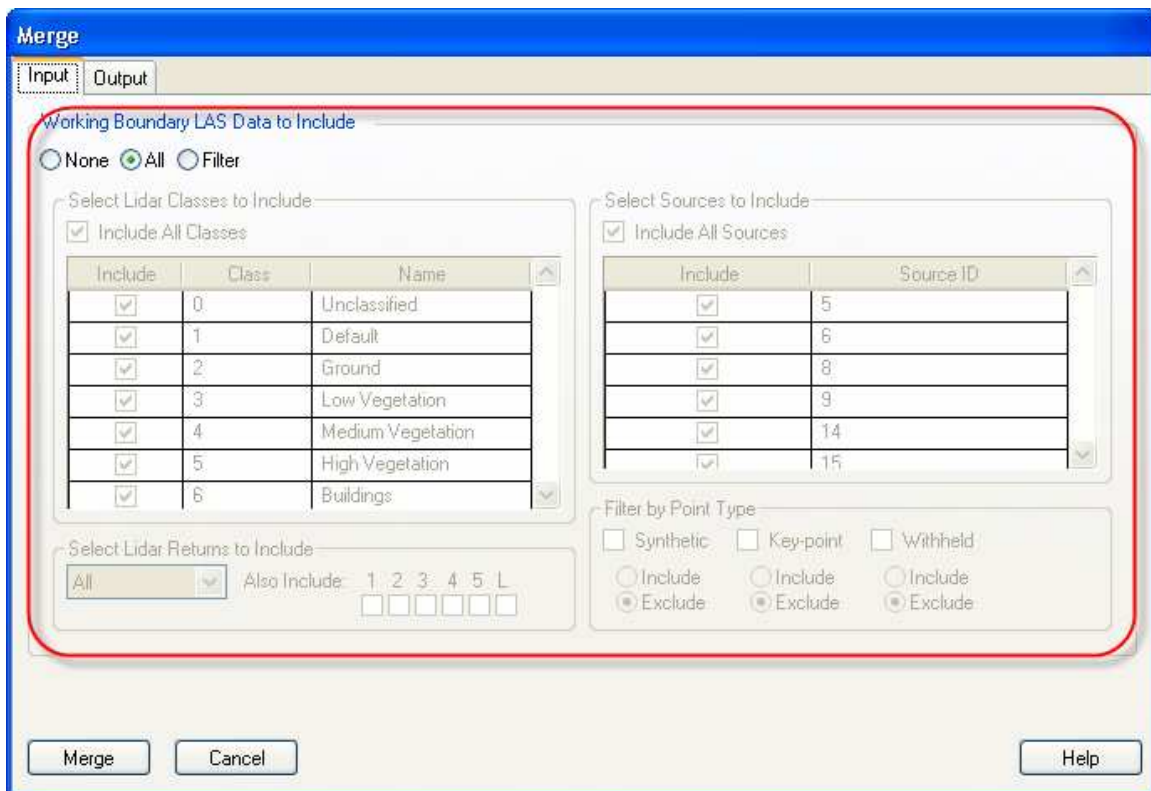 Merge
Input Output
Working Boundary LAS Data to Include
None All Filter
Select Lidar Classes to Include
Include All Classes
Include Class Name
0 Unclassified
1 Default
2 Ground
3 Low Vegetation
4 Medium Vegetation
5 High Vegetation
6 Buildings
Select Lidar Returns to Include
All Also Include: 1 2 3 4 5 L
Select Sources to Include
Include All Sources
Include Source ID
5
6
8
9
14
15
Filter by Point Type
Synthetic Key-point Withheld
Include Include Include
Exclude Exclude Exclude
Merge Cancel Help